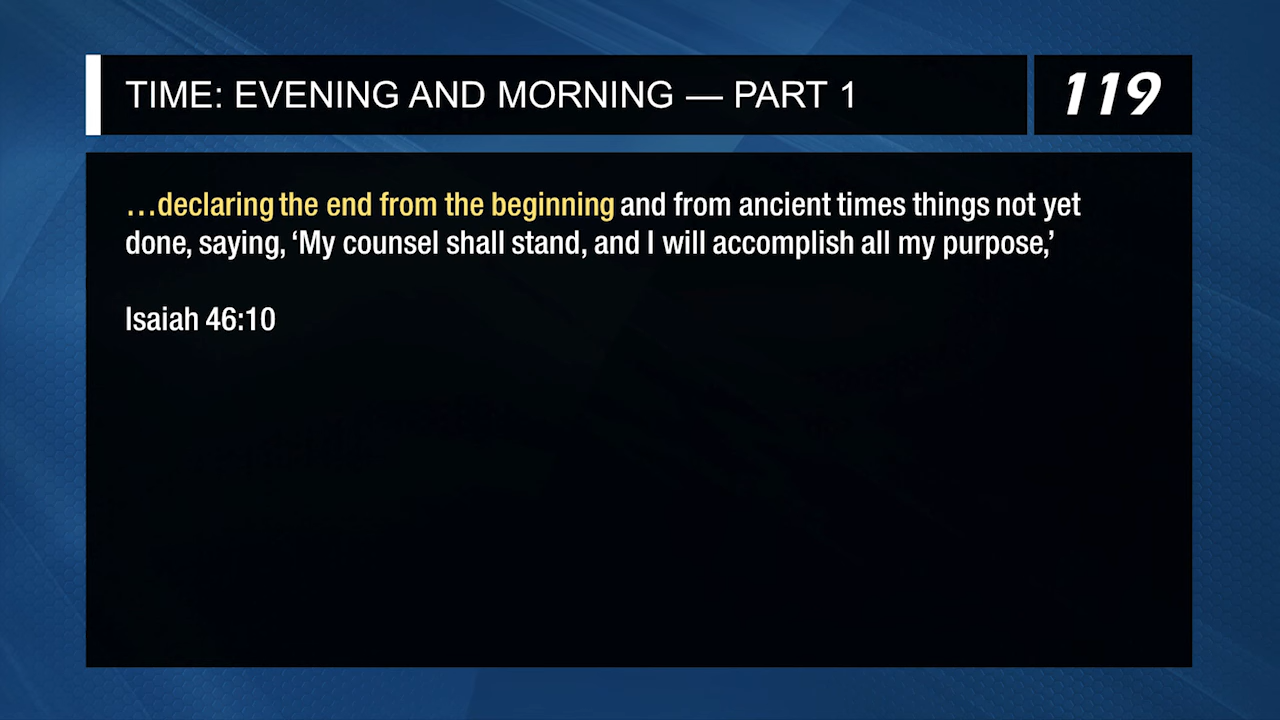 TIME: EVENING AND MORNING — PART 1
119
…declaring the end from the beginning and from ancient times things not yet
done, saying, ‘My counsel shall stand, and I will accomplish all my purpose,’
Isaiah 46:10